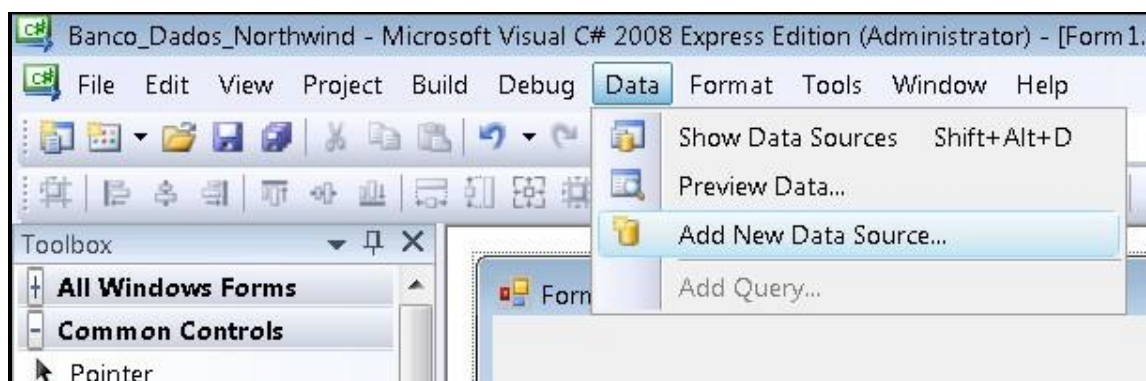 Banco_Dados_Northwind - Microsoft Visual C# 2008 Express Edition (Administrator) - [Form1.
File Edit View Project Build Debug Data Format Tools Window Help
Show Data Sources Shift+Alt+D
Preview Data...
Add New Data Source...
Add Query...
Toolbox
All Windows Forms
Form
Common Controls
Pointer